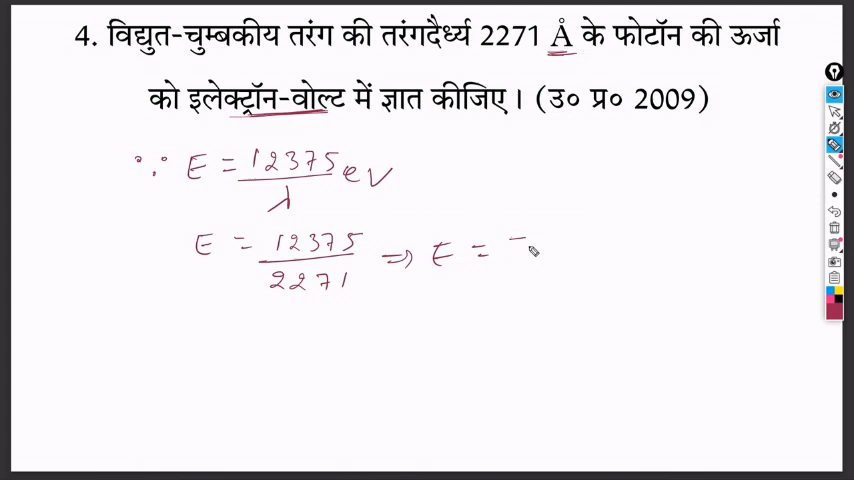 4. विद्युत-चुम्बकीय तरंग की तरंगदैर्ध्य 2271 Å के फोटॉन की ऊर्जा
को इलेक्ट्रॉन-वोल्ट में ज्ञात कीजिए। (उ० प्र० 2009)
∵ E = 12375/λ eV
E = 12375/2271 ⇒ E =